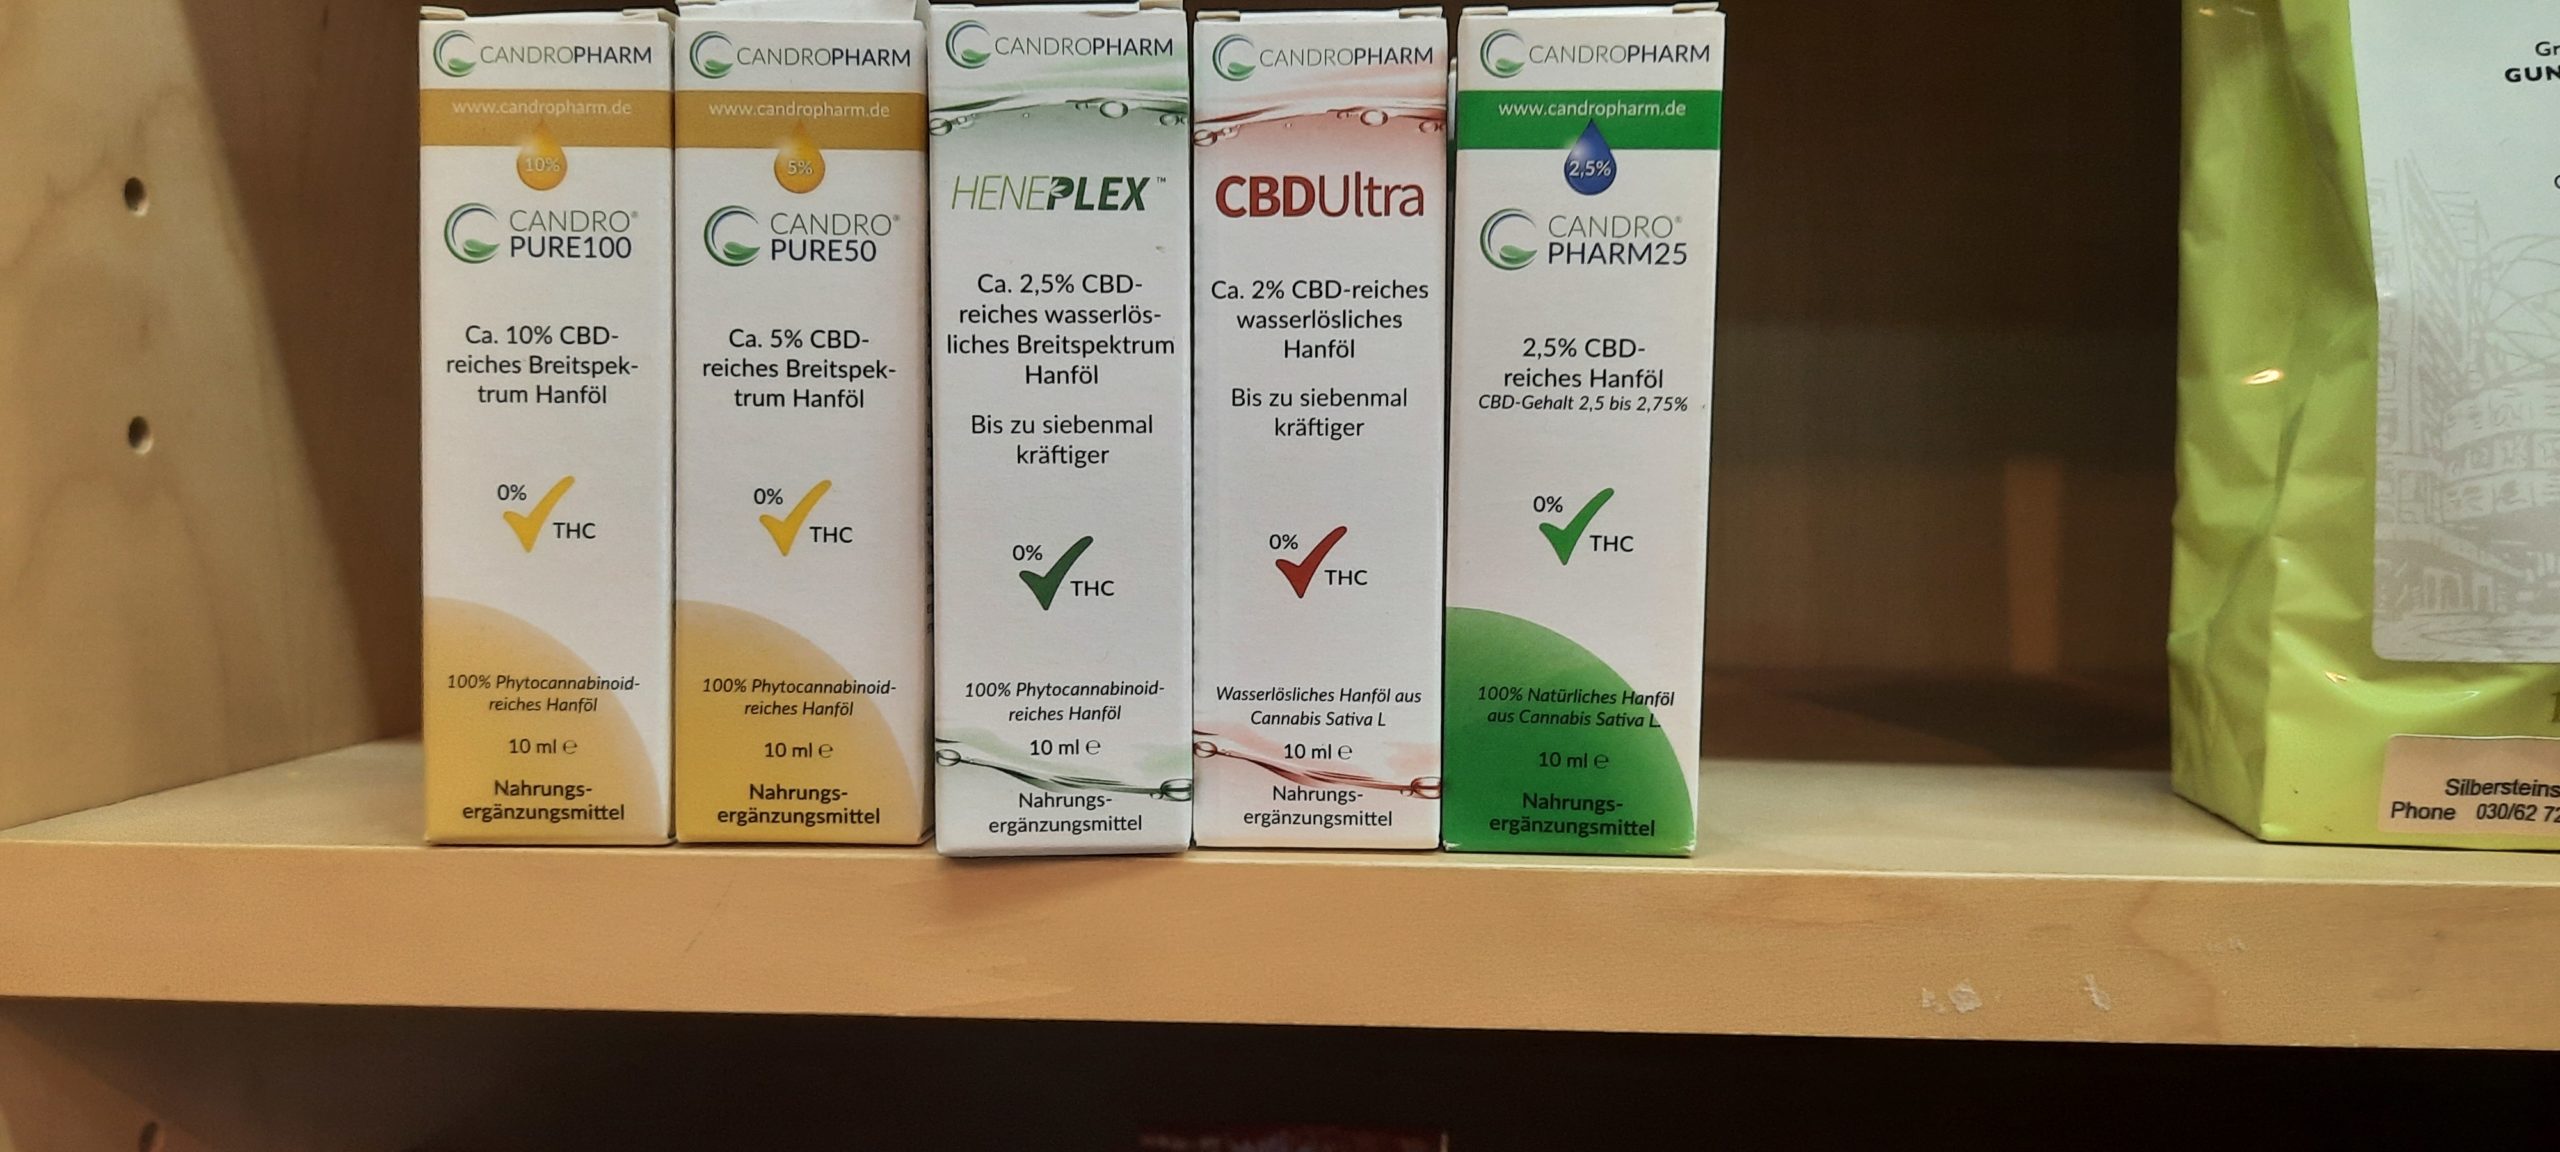 CANDROPHARM
www.candropharm.de
10%
CANDRO®
PURE100
Ca. 10% CBD-
reiches Breitspek-
trum Hanföl
0%
THC
100% Phytocannabinoid-
reiches Hanföl
10 ml ℮
Nahrungs-
ergänzungsmittel
CANDROPHARM
www.candropharm.de
5%
CANDRO®
PURE50
Ca. 5% CBD-
reiches Breitspek-
trum Hanföl
0%
THC
100% Phytocannabinoid-
reiches Hanföl
10 ml ℮
Nahrungs-
ergänzungsmittel
CANDROPHARM
HENEPLEX™
Ca. 2,5% CBD-
reiches wasserlös-
liches Breitspektrum
Hanföl
Bis zu siebenmal
kräftiger
0%
THC
100% Phytocannabinoid-
reiches Hanföl
10 ml ℮
Nahrungs-
ergänzungsmittel
CANDROPHARM
CBDUltra
Ca. 2% CBD-reiches
wasserlösliches
Hanföl
Bis zu siebenmal
kräftiger
0%
THC
Wasserlösliches Hanföl aus
Cannabis Sativa L
10 ml ℮
Nahrungs-
ergänzungsmittel
CANDROPHARM
www.candropharm.de
2,5%
CANDRO®
PHARM25
2,5% CBD-
reiches Hanföl
CBD-Gehalt 2,5 bis 2,75%
0%
THC
100% Natürliches Hanföl
aus Cannabis Sativa L.
10 ml ℮
Nahrungs-
ergänzungsmittel
Gr
GUN
Silbersteins
Phone 030/62 72